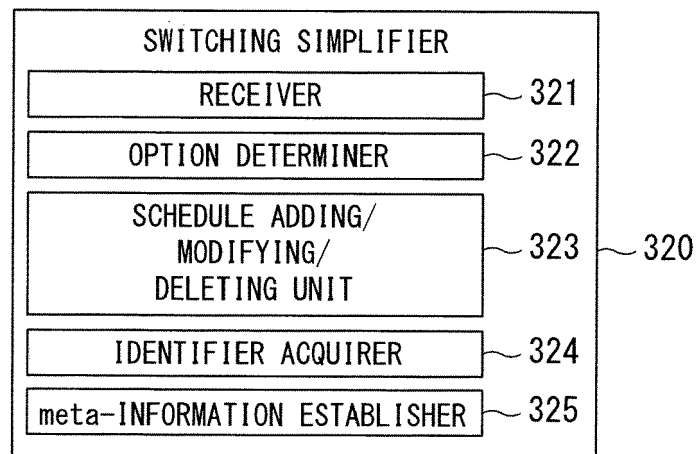 SWITCHING SIMPLIFIER
RECEIVER 321
OPTION DETERMINER 322
SCHEDULE ADDING/
MODIFYING/ 323 320
DELETING UNIT
IDENTIFIER ACQUIRER 324
meta-INFORMATION ESTABLISHER 325